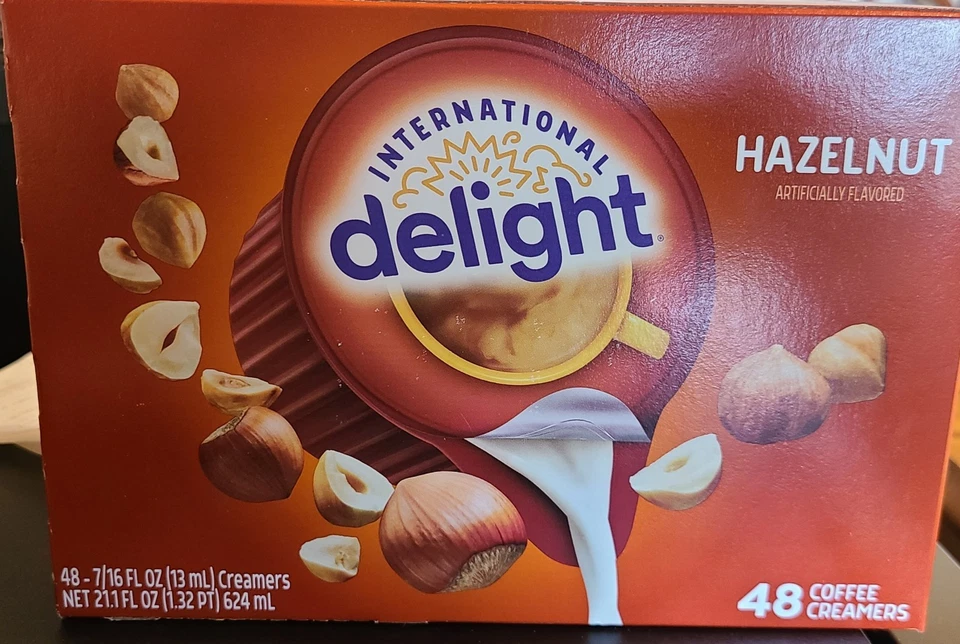 INTERNATIONAL
delight®
HAZELNUT
ARTIFICIALLY FLAVORED
48 - 7/16 FL OZ (13 mL) Creamers
NET 21.1 FL OZ (1.32 PT) 624 mL
48 COFFEE
CREAMERS